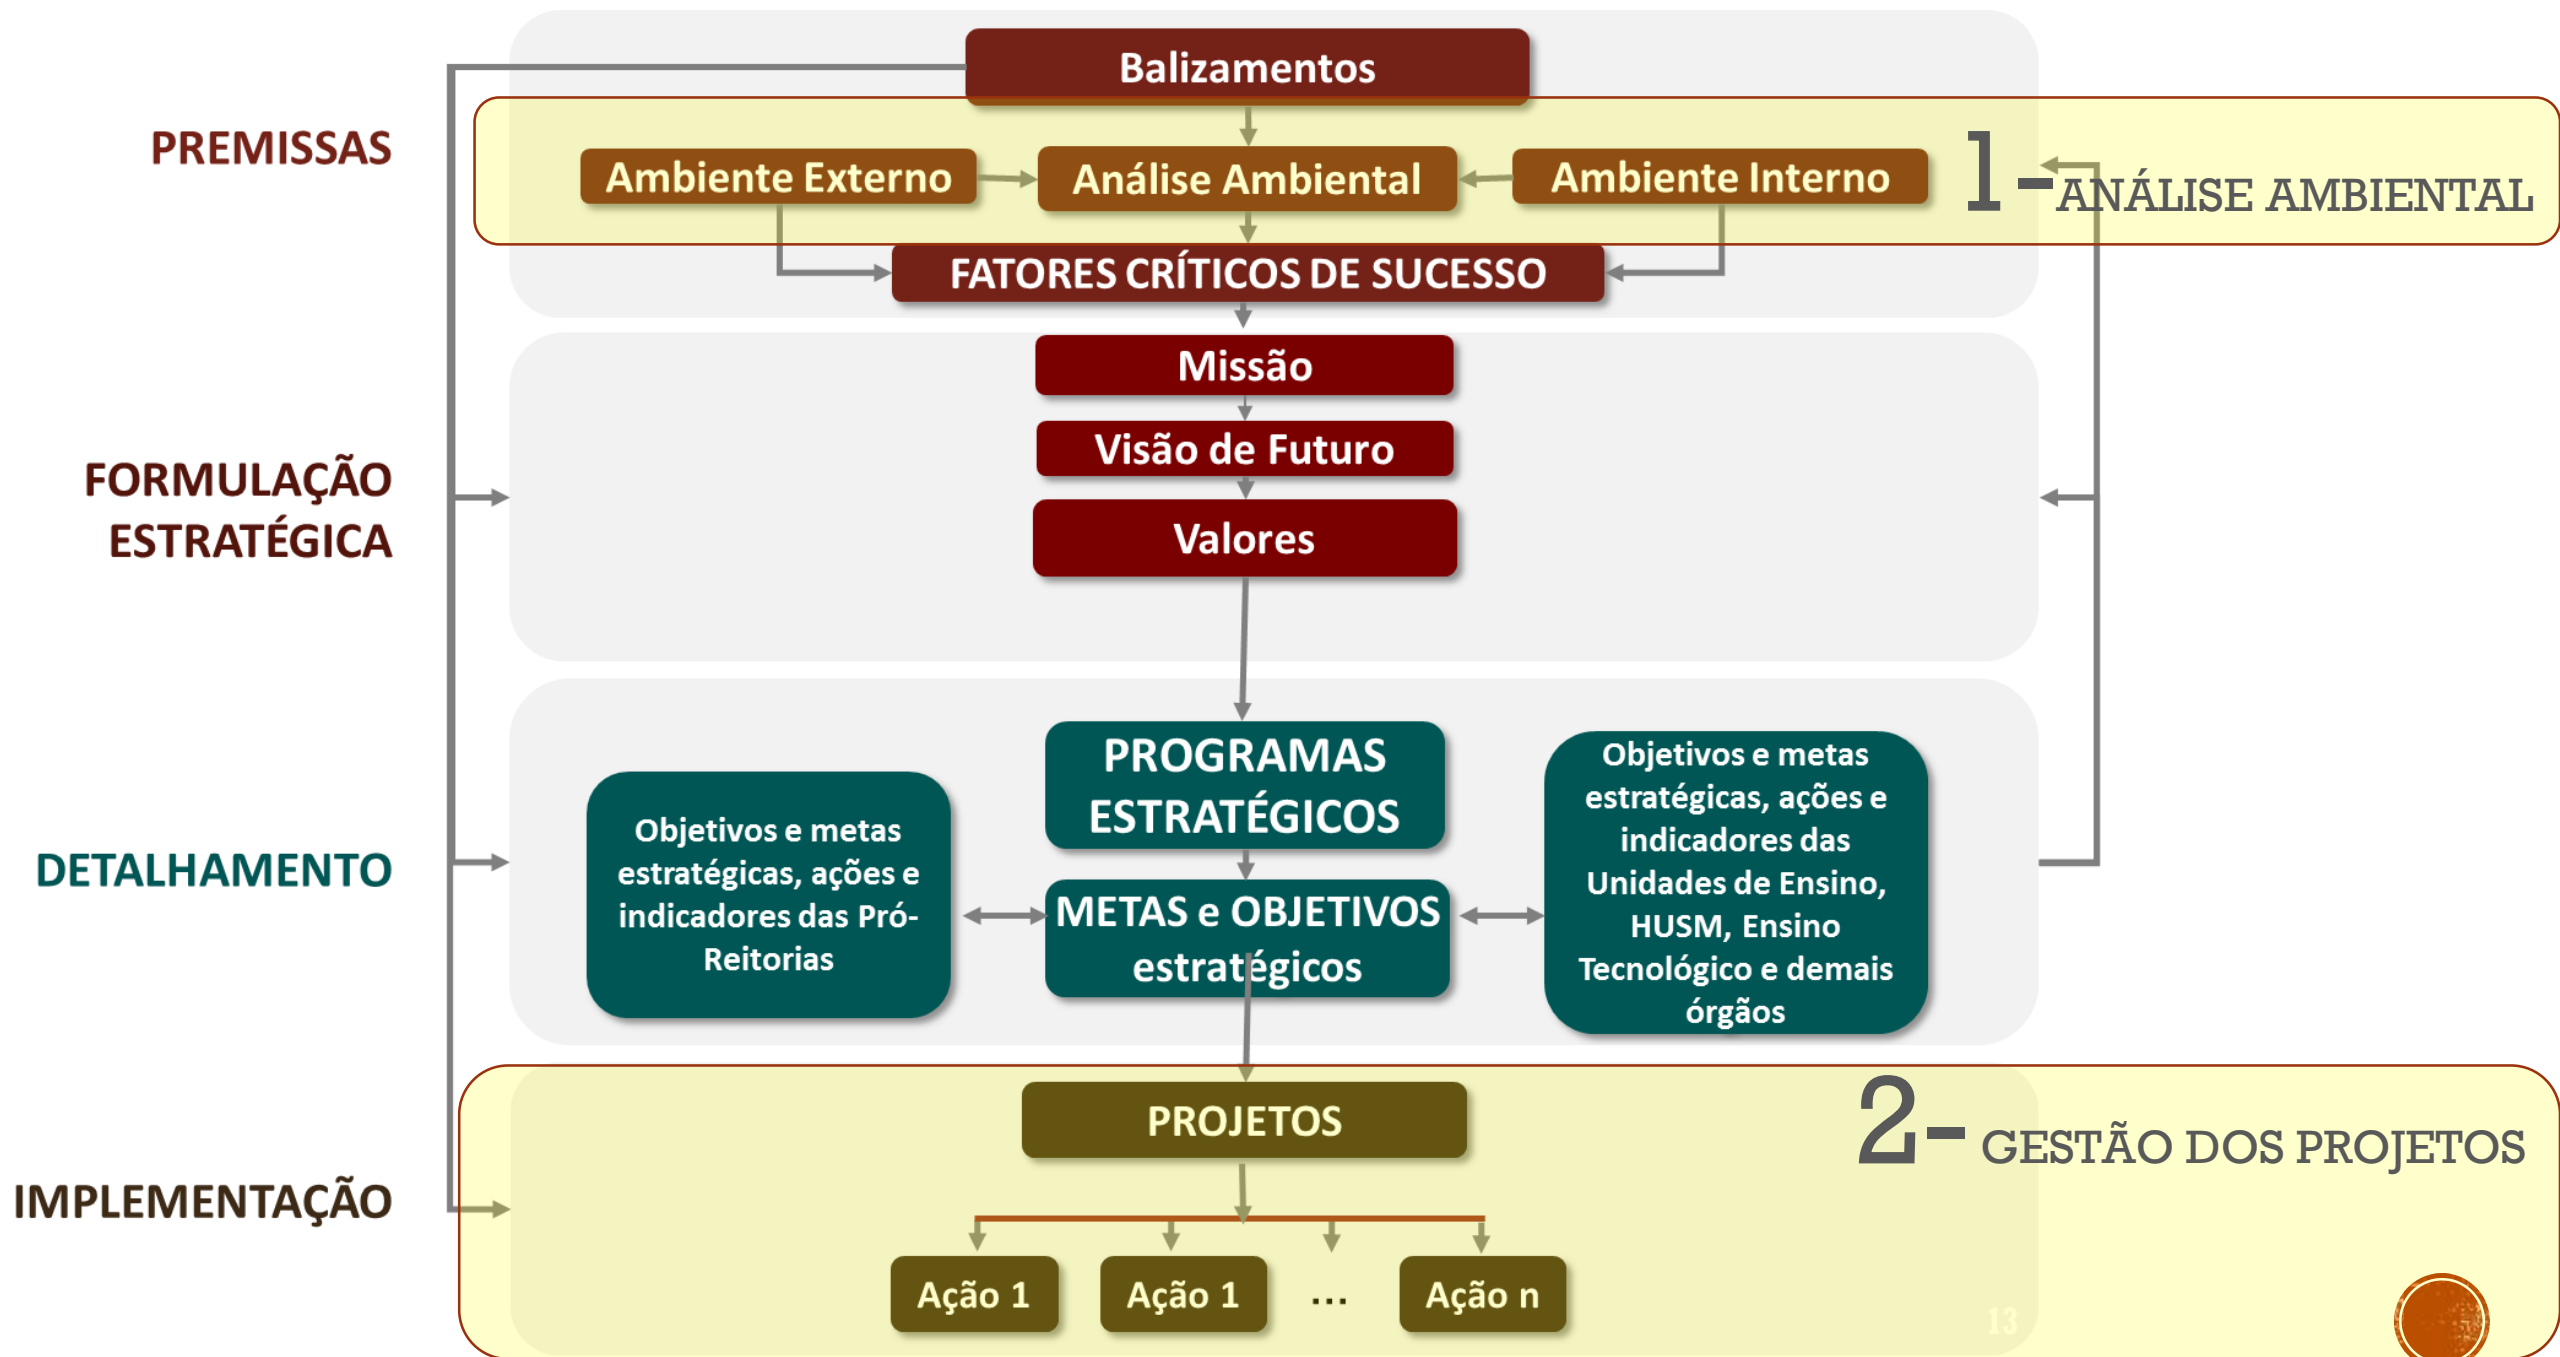 Balizamentos
PREMISSAS
Ambiente Externo
Análise Ambiental
Ambiente Interno
1-ANÁLISE AMBIENTAL
FATORES CRÍTICOS DE SUCESSO
FORMULAÇÃO
ESTRATÉGICA
Missão
Visão de Futuro
Valores
DETALHAMENTO
PROGRAMAS
ESTRATÉGICOS
Objetivos e metas
estratégicas, ações e
indicadores das Pró-
Reitorias
METAS e OBJETIVOS
estratégicos
Objetivos e metas
estratégicas, ações e
indicadores das
Unidades de Ensino,
HUSM, Ensino
Tecnológico e demais
órgãos
IMPLEMENTAÇÃO
PROJETOS
2- GESTÃO DOS PROJETOS
Ação 1
Ação 1
...
Ação n
13